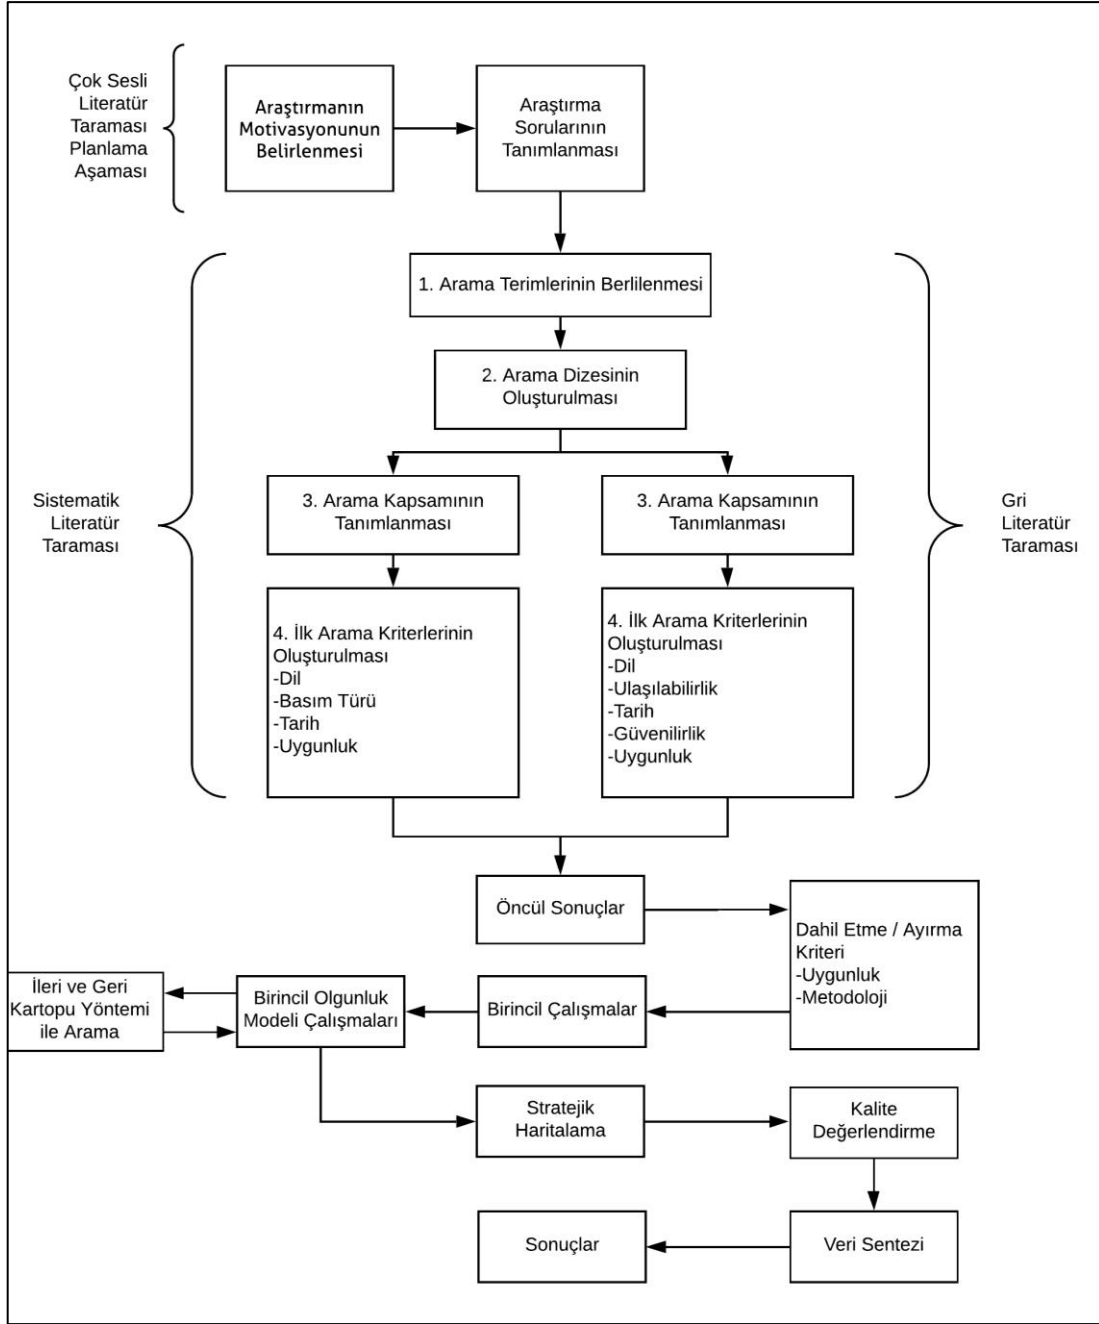 Çok Sesli
Literatür
Taraması
Planlama
Aşaması
Araştırmanın
Motivasyonunun
Belirlenmesi
Araştırma
Sorularının
Tanımlanması
1. Arama Terimlerinin Berlilenmesi
2. Arama Dizesinin
Oluşturulması
Sistematik
Literatür
Taraması
3. Arama Kapsamının
Tanımlanması
3. Arama Kapsamının
Tanımlanması
Gri
Literatür
Taraması
4. İlk Arama Kriterlerinin
Oluşturulması
-Dil
-Basım Türü
-Tarih
-Uygunluk
4. İlk Arama Kriterlerinin
Oluşturulması
-Dil
-Ulaşılabilirlik
-Tarih
-Güvenilirlik
-Uygunluk
Öncül Sonuçlar
Dahil Etme / Ayırma
Kriteri
-Uygunluk
-Metodoloji
Birincil Çalışmalar
Birincil Olgunluk
Modeli Çalışmaları
İleri ve Geri
Kartopu Yöntemi
ile Arama
Stratejik
Haritalama
Kalite
Değerlendirme
Veri Sentezi
Sonuçlar